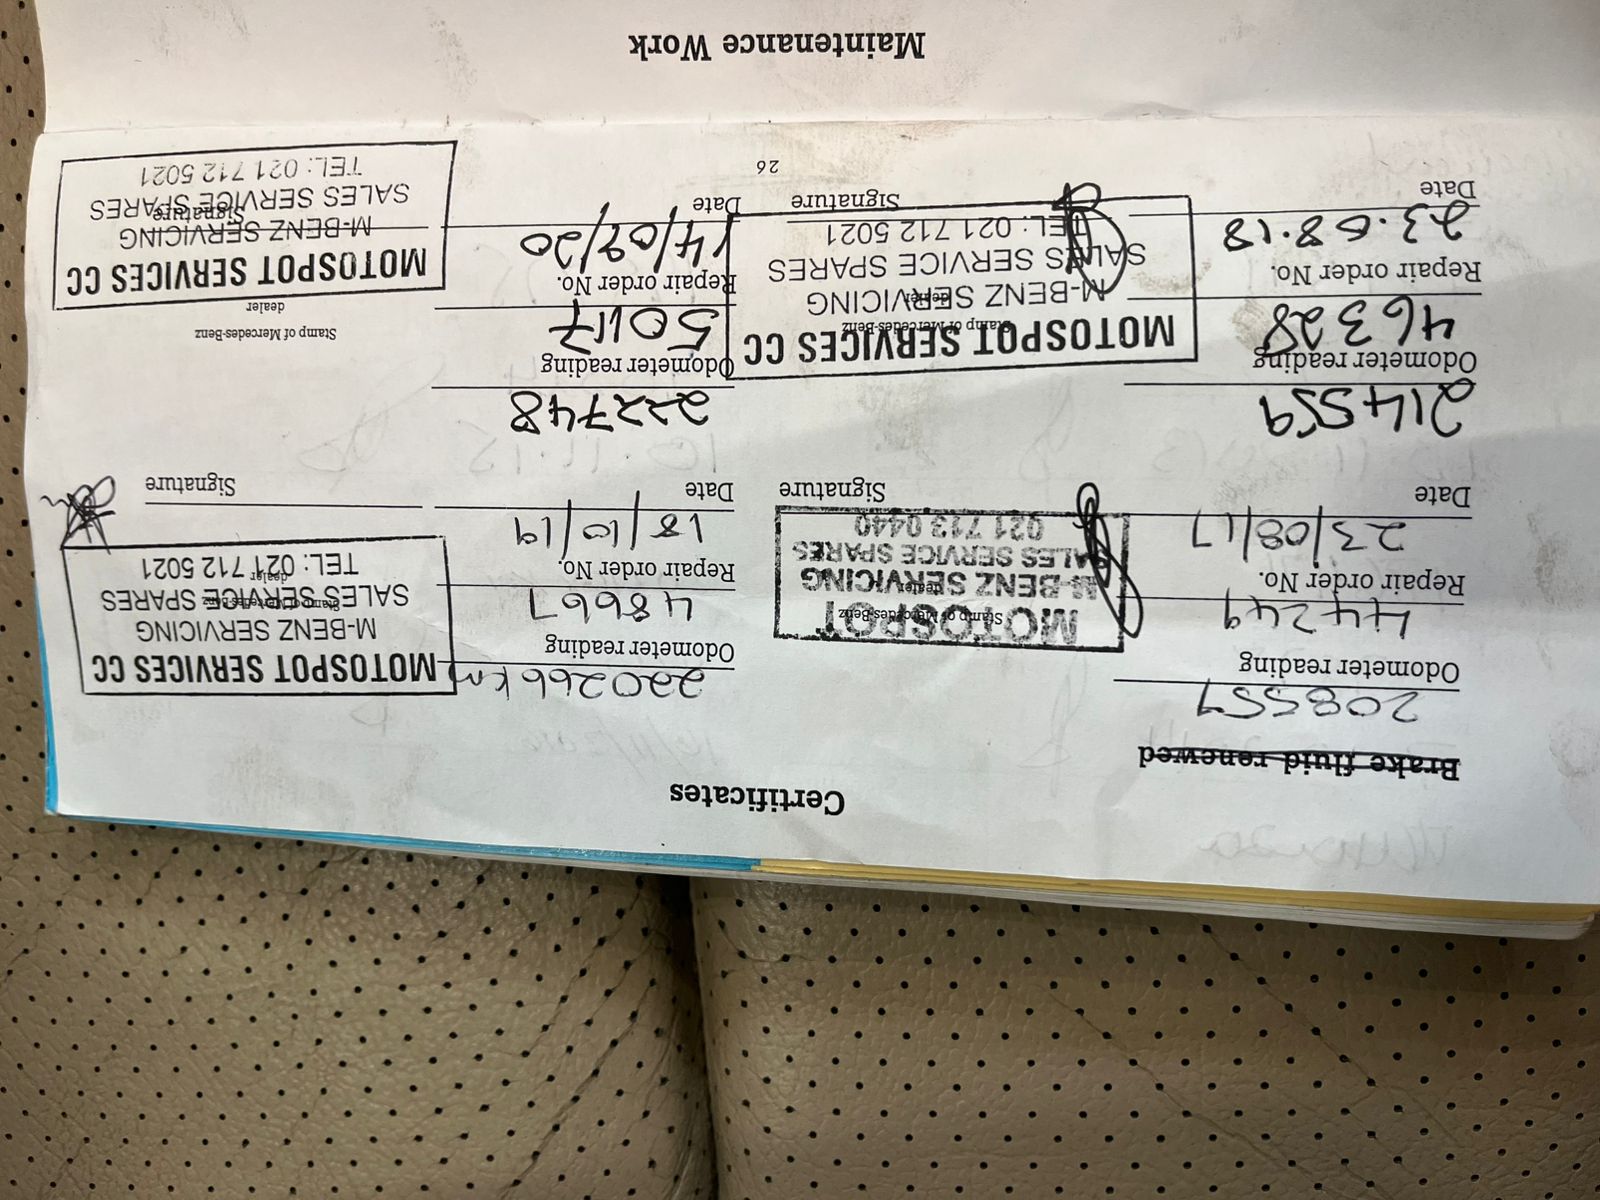 Certificates
Brake fluid renewed
208557
Odometer reading
44249
Repair order No.
23/08/17
Date
MOTOSPOT
Stamp of Mercedes-Benz
dealer
M-BENZ SERVICING
SALES SERVICE SPARES
021 713 0440
Signature
220266km
Odometer reading
48667
Repair order No.
18/10/19
Date
MOTOSPOT SERVICES CC
M-BENZ SERVICING
Stamp of Mercedes-Benz
SALES SERVICE SPARES
dealer
TEL: 021 712 5021
Signature
214559
Odometer reading
46328
Repair order No.
23.08.18
Date
MOTOSPOT SERVICES CC
Stamp of Mercedes-Benz
dealer
M-BENZ SERVICING
SALES SERVICE SPARES
TEL: 021 712 5021
Signature
222748
Odometer reading
50117
Repair order No.
14/09/20
Date
Stamp of Mercedes-Benz
dealer
MOTOSPOT SERVICES CC
M-BENZ SERVICING
Signature
SALES SERVICE SPARES
TEL: 021 712 5021
26
Maintenance Work